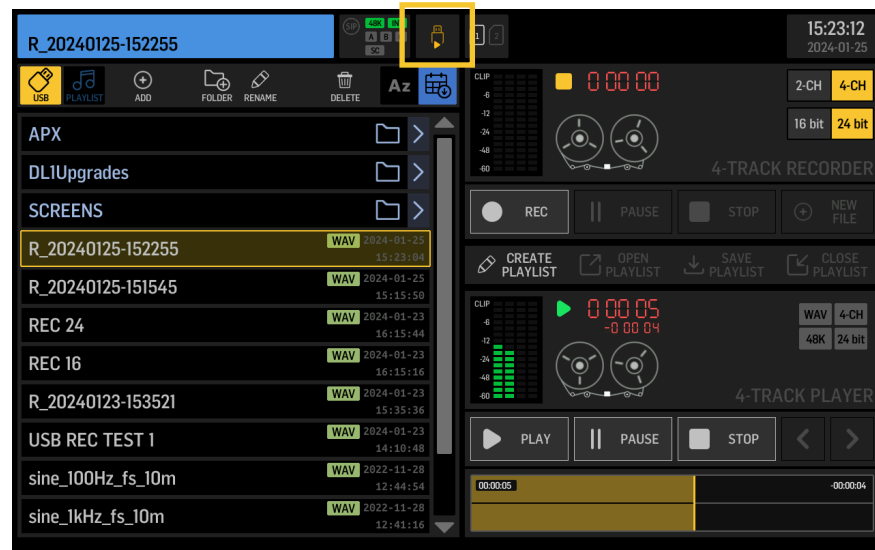 R_20240125-152255
SIP 48K INT
A B
SC
1 2
15:23:12
2024-01-25
USB PLAYLIST ADD FOLDER RENAME DELETE Az
APX
DL1Upgrades
SCREENS
R_20240125-152255 WAV 2024-01-25
15:23:04
R_20240125-151545 WAV 2024-01-25
15:15:50
REC 24 WAV 2024-01-23
16:15:44
REC 16 WAV 2024-01-23
16:15:16
R_20240123-153521 WAV 2024-01-23
15:35:36
USB REC TEST 1 WAV 2024-01-23
14:10:48
sine_100Hz_fs_10m WAV 2022-11-28
12:44:54
sine_1kHz_fs_10m WAV 2022-11-28
12:41:16
CLIP
-6
-12
-24
-48
-60
0 00 00
2-CH 4-CH
16 bit 24 bit
4-TRACK RECORDER
REC PAUSE STOP NEW FILE
CREATE PLAYLIST OPEN PLAYLIST SAVE PLAYLIST CLOSE PLAYLIST
CLIP
-6
-12
-24
-48
-60
0 00 05
-0 00 04
WAV 4-CH
48K 24 bit
4-TRACK PLAYER
PLAY PAUSE STOP
00:00:05 -00:00:04